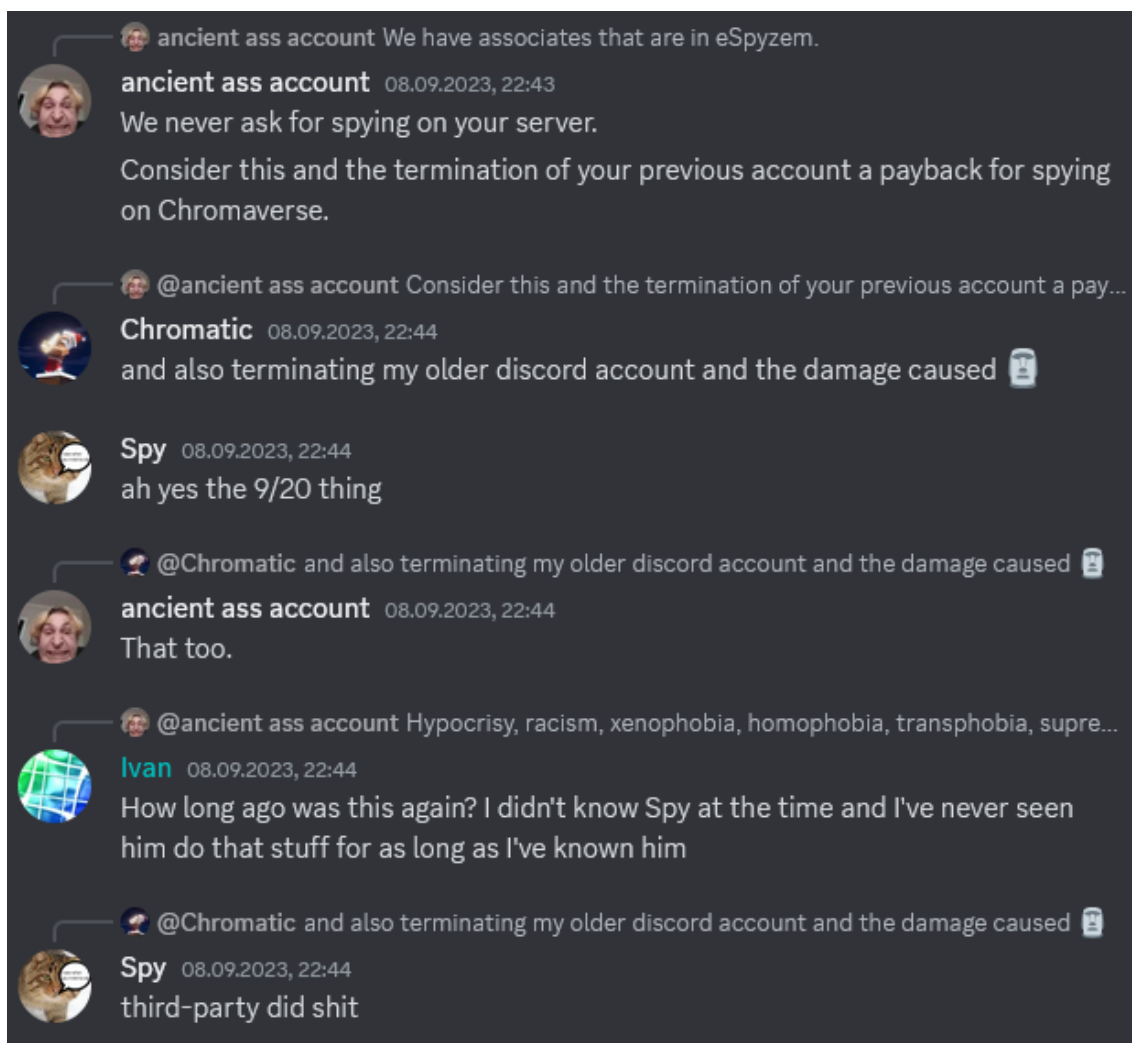 ancient ass account We have associates that are in eSpyzem.
ancient ass account 08.09.2023, 22:43
We never ask for spying on your server.
Consider this and the termination of your previous account a payback for spying
on Chromaverse.
@ancient ass account Consider this and the termination of your previous account a pay...
Chromatic 08.09.2023, 22:44
and also terminating my older discord account and the damage caused 🗿
Spy 08.09.2023, 22:44
ah yes the 9/20 thing
@Chromatic and also terminating my older discord account and the damage caused 🗿
ancient ass account 08.09.2023, 22:44
That too.
@ancient ass account Hypocrisy, racism, xenophobia, homophobia, transphobia, supre...
Ivan 08.09.2023, 22:44
How long ago was this again? I didn't know Spy at the time and I've never seen
him do that stuff for as long as I've known him
@Chromatic and also terminating my older discord account and the damage caused 🗿
Spy 08.09.2023, 22:44
third-party did shit